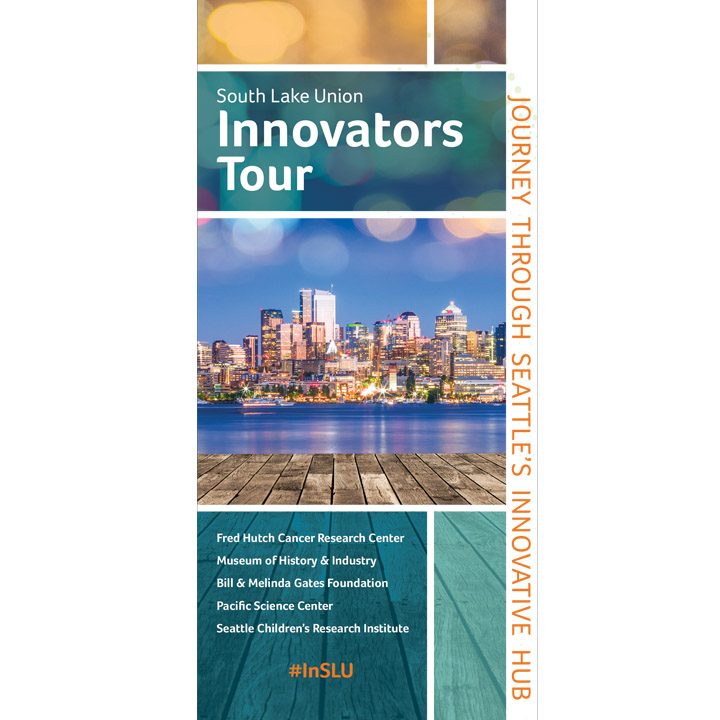 South Lake Union
Innovators
Tour
JOURNEY THROUGH SEATTLE'S INNOVATIVE HUB
Fred Hutch Cancer Research Center
Museum of History & Industry
Bill & Melinda Gates Foundation
Pacific Science Center
Seattle Children's Research Institute
#InSLU